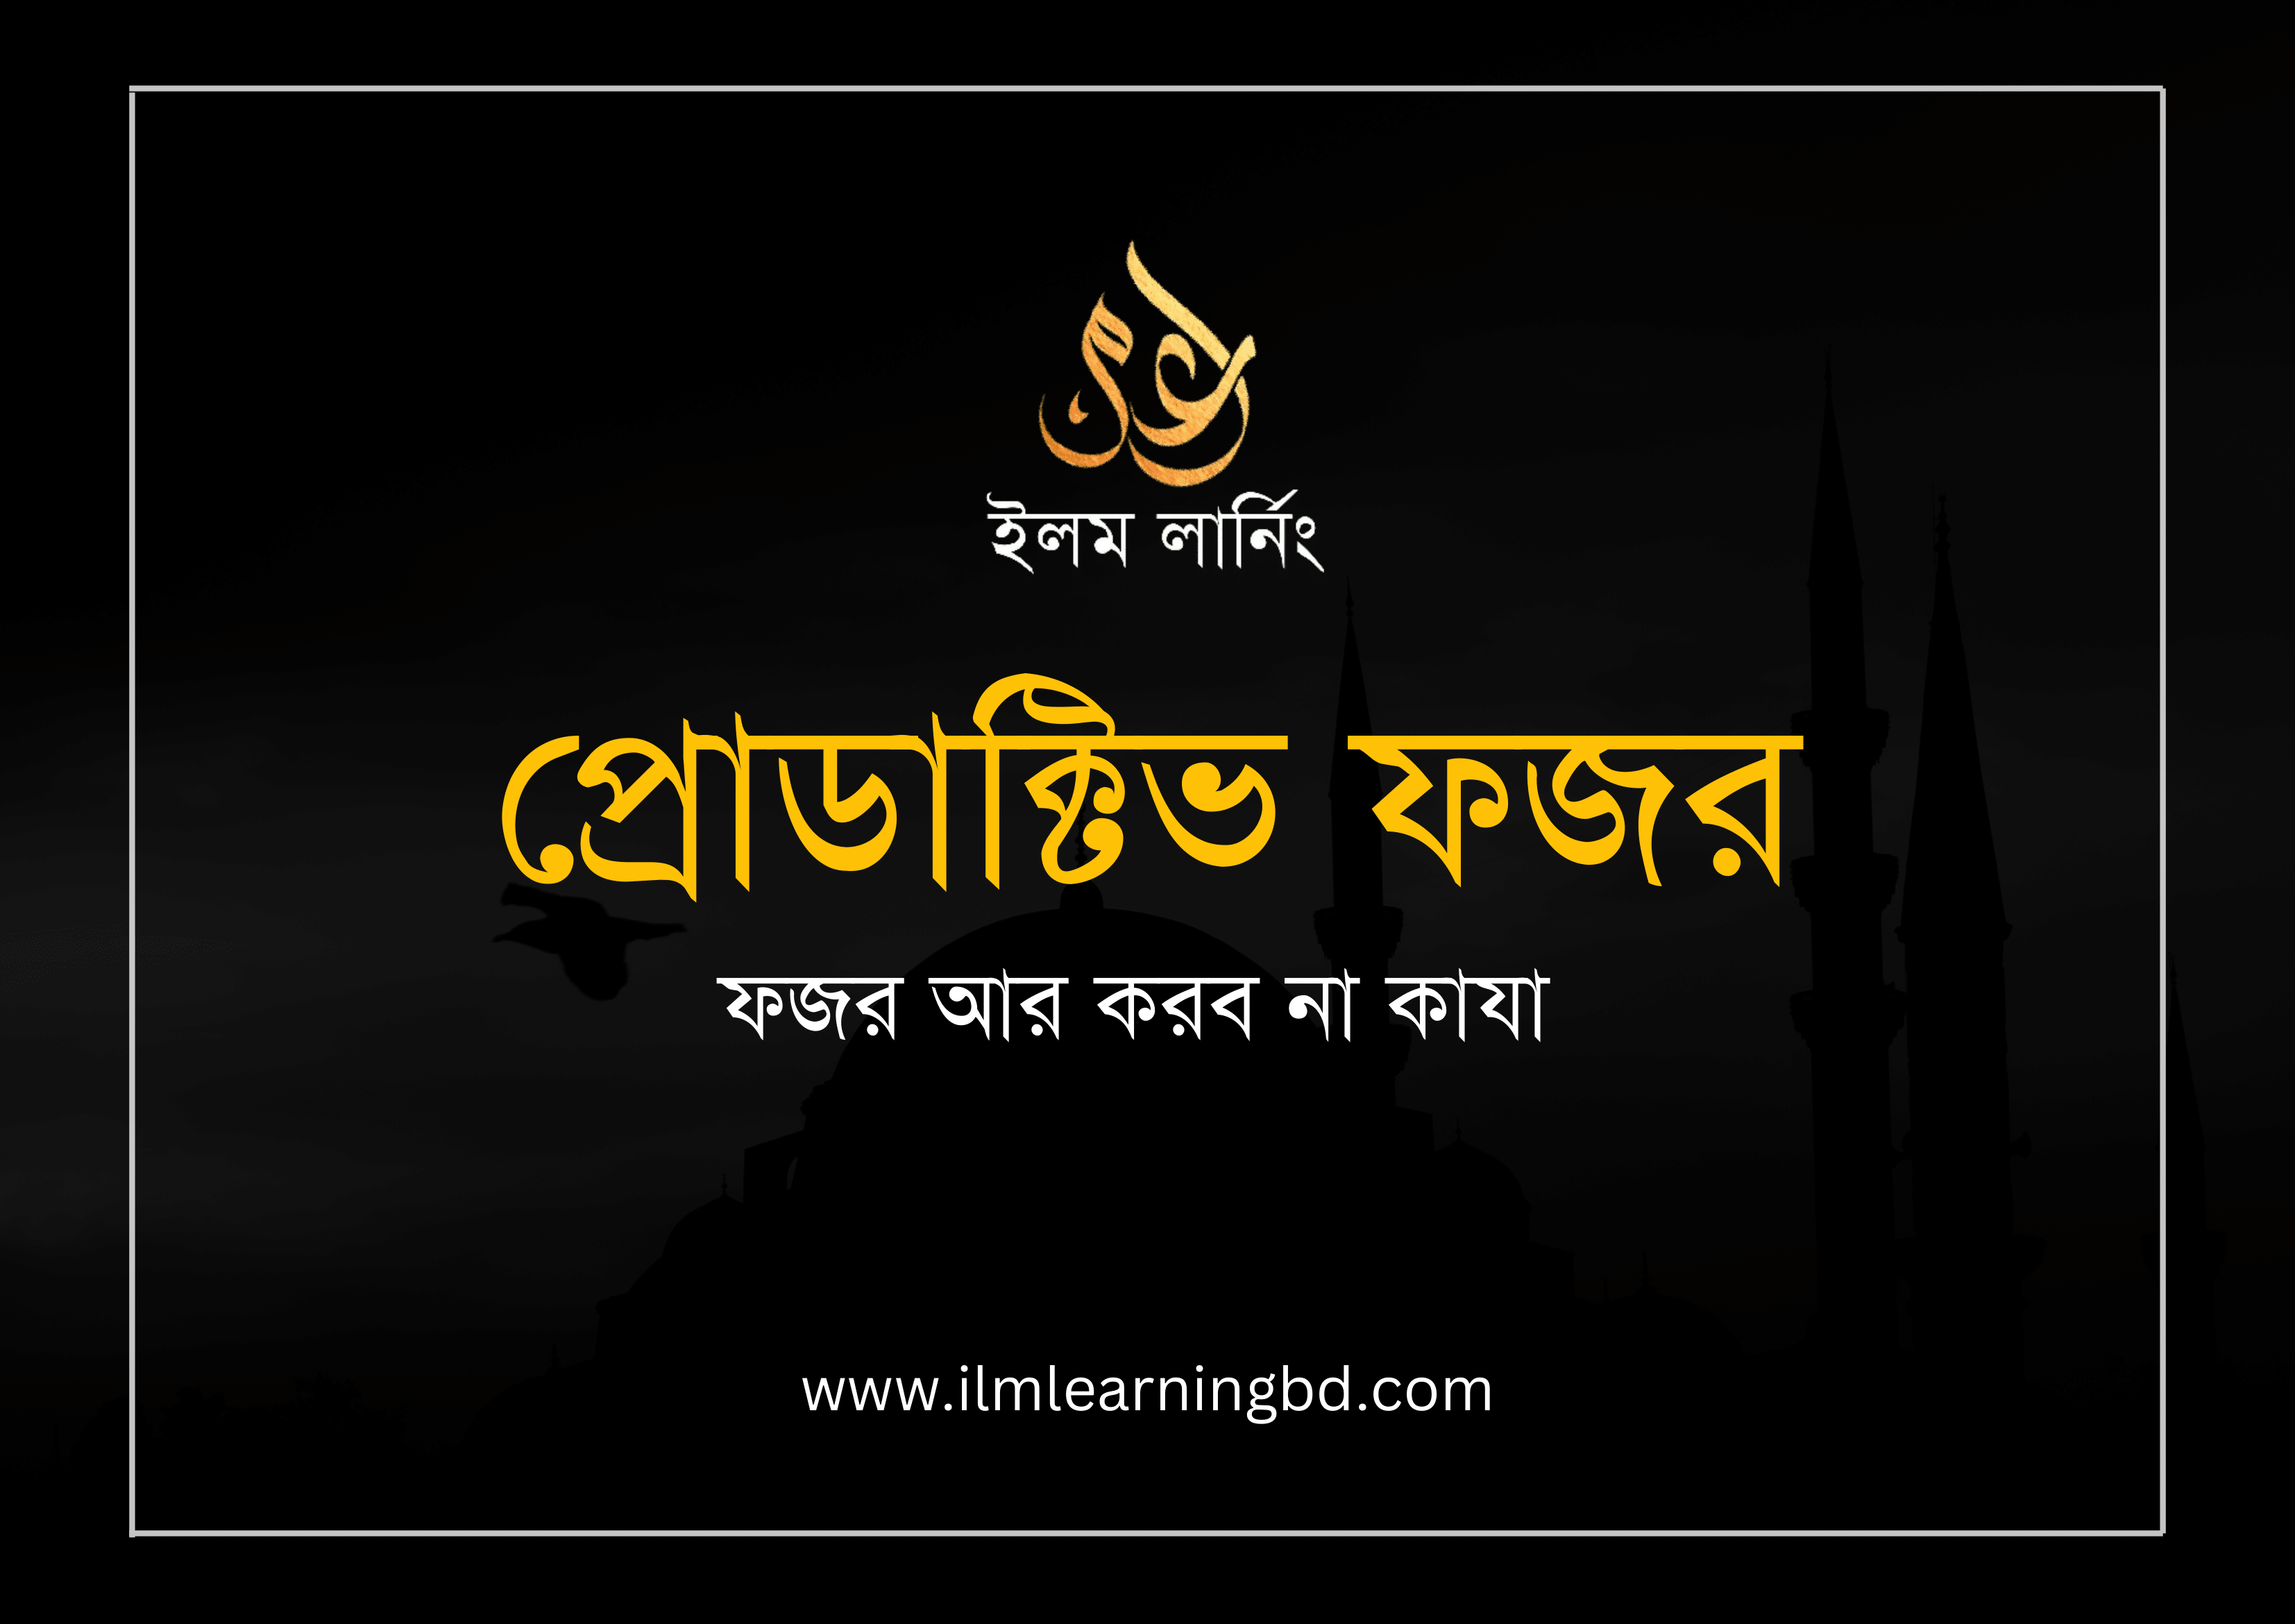 ইলম লার্নিং
প্রোডাক্টিভ ফজর
ফজর আর করব না কাযা
www.ilmlearningbd.com